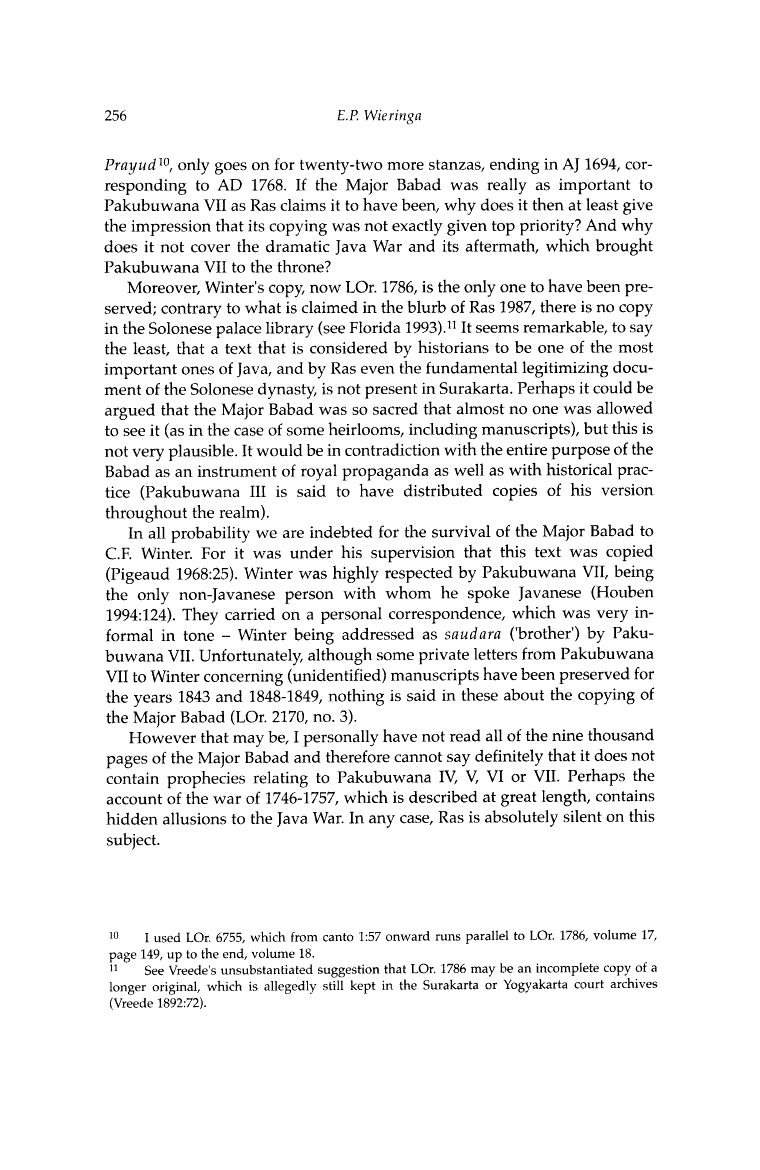 256 E.P. Wieringa
Prayud10, only goes on for twenty-two more stanzas, ending in AJ 1694, cor-
responding to AD 1768. If the Major Babad was really as important to
Pakubuwana VII as Ras claims it to have been, why does it then at least give
the impression that its copying was not exactly given top priority? And why
does it not cover the dramatic Java War and its aftermath, which brought
Pakubuwana VII to the throne?
Moreover, Winter's copy, now LOr. 1786, is the only one to have been pre-
served; contrary to what is claimed in the blurb of Ras 1987, there is no copy
in the Solonese palace library (see Florida 1993).11 It seems remarkable, to say
the least, that a text that is considered by historians to be one of the most
important ones of Java, and by Ras even the fundamental legitimizing docu-
ment of the Solonese dynasty, is not present in Surakarta. Perhaps it could be
argued that the Major Babad was so sacred that almost no one was allowed
to see it (as in the case of some heirlooms, including manuscripts), but this is
not very plausible. It would be in contradiction with the entire purpose of the
Babad as an instrument of royal propaganda as well as with historical prac-
tice (Pakubuwana III is said to have distributed copies of his version
throughout the realm).
In all probability we are indebted for the survival of the Major Babad to
C.F. Winter. For it was under his supervision that this text was copied
(Pigeaud 1968:25). Winter was highly respected by Pakubuwana VII, being
the only non-Javanese person with whom he spoke Javanese (Houben
1994:124). They carried on a personal correspondence, which was very in-
formal in tone – Winter being addressed as saudara ('brother') by Paku-
buwana VII. Unfortunately, although some private letters from Pakubuwana
VII to Winter concerning (unidentified) manuscripts have been preserved for
the years 1843 and 1848-1849, nothing is said in these about the copying of
the Major Babad (LOr. 2170, no. 3).
However that may be, I personally have not read all of the nine thousand
pages of the Major Babad and therefore cannot say definitely that it does not
contain prophecies relating to Pakubuwana IV, V, VI or VII. Perhaps the
account of the war of 1746-1757, which is described at great length, contains
hidden allusions to the Java War. In any case, Ras is absolutely silent on this
subject.
10 I used LOr. 6755, which from canto 1:57 onward runs parallel to LOr. 1786, volume 17,
page 149, up to the end, volume 18.
11 See Vreede's unsubstantiated suggestion that LOr. 1786 may be an incomplete copy of a
longer original, which is allegedly still kept in the Surakarta or Yogyakarta court archives
(Vreede 1892:72).